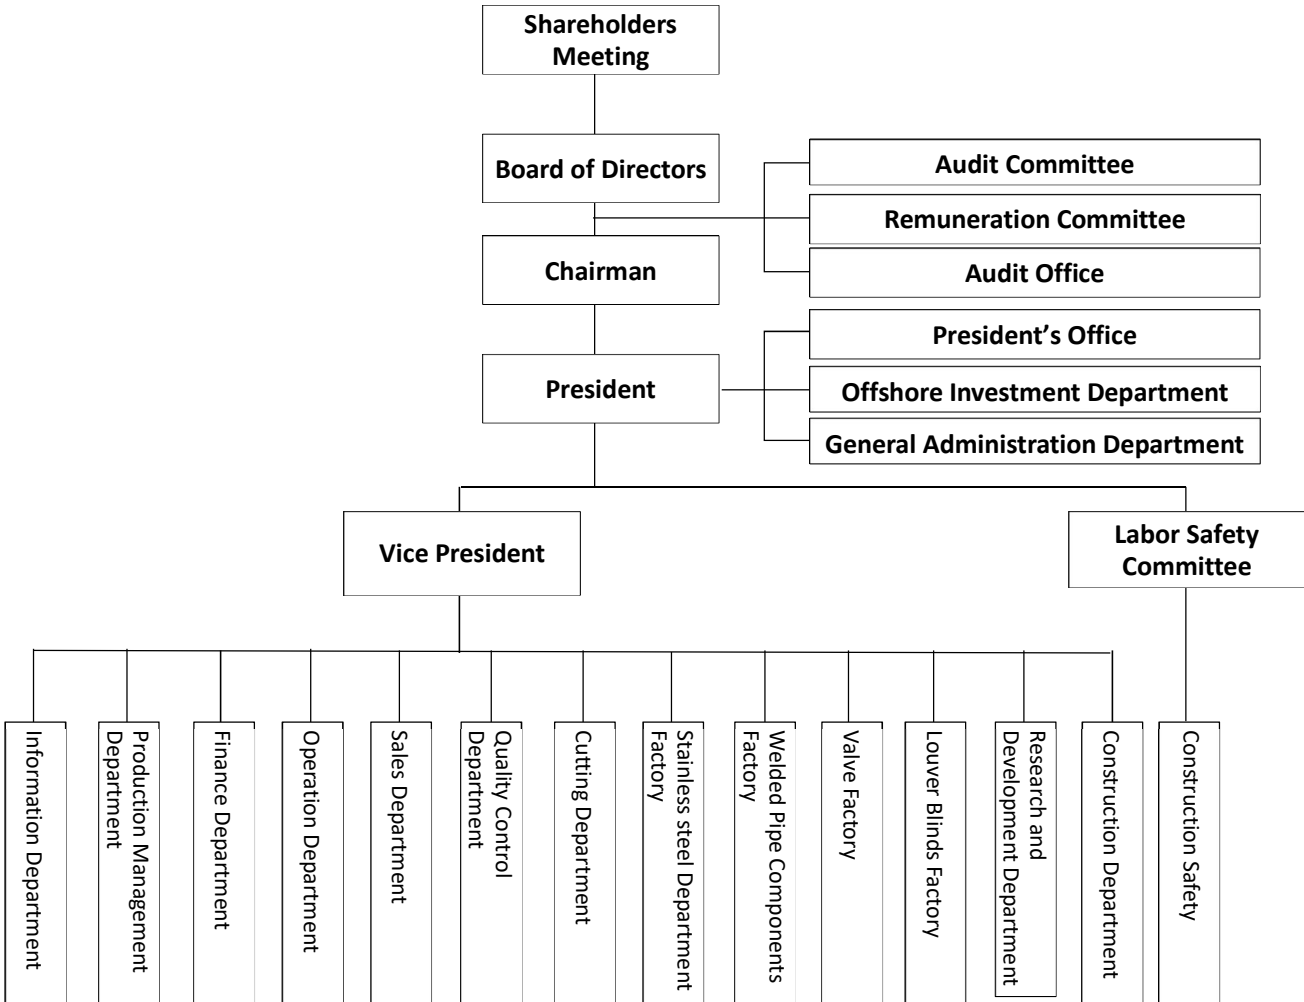 Shareholders
Meeting
Board of Directors
Audit Committee
Remuneration Committee
Chairman
Audit Office
President’s Office
President
Offshore Investment Department
General Administration Department
Vice President
Labor Safety
Committee
Information Department
Production Management
Department
Finance Department
Operation Department
Sales Department
Quality Control
Department
Cutting Department
Stainless steel Department
Factory
Welded Pipe Components
Factory
Valve Factory
Louver Blinds Factory
Research and
Development Department
Construction Department
Construction Safety